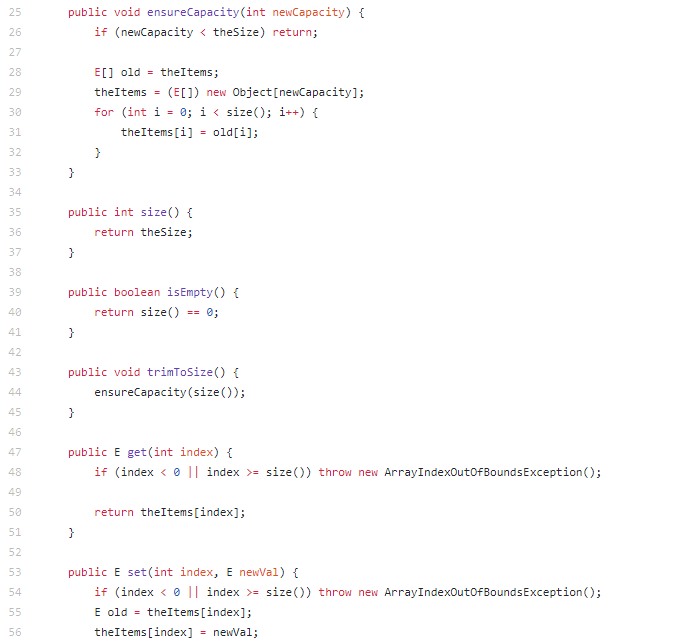 25 public void ensureCapacity(int newCapacity) {
26 if (newCapacity < theSize) return;
27
28 E[] old = theItems;
29 theItems = (E[]) new Object[newCapacity];
30 for (int i = 0; i < size(); i++) {
31 theItems[i] = old[i];
32 }
33 }
34
35 public int size() {
36 return theSize;
37 }
38
39 public boolean isEmpty() {
40 return size() == 0;
41 }
42
43 public void trimToSize() {
44 ensureCapacity(size());
45 }
46
47 public E get(int index) {
48 if (index < 0 || index >= size()) throw new ArrayIndexOutOfBoundsException();
49
50 return theItems[index];
51 }
52
53 public E set(int index, E newVal) {
54 if (index < 0 || index >= size()) throw new ArrayIndexOutOfBoundsException();
55 E old = theItems[index];
56 theItems[index] = newVal;